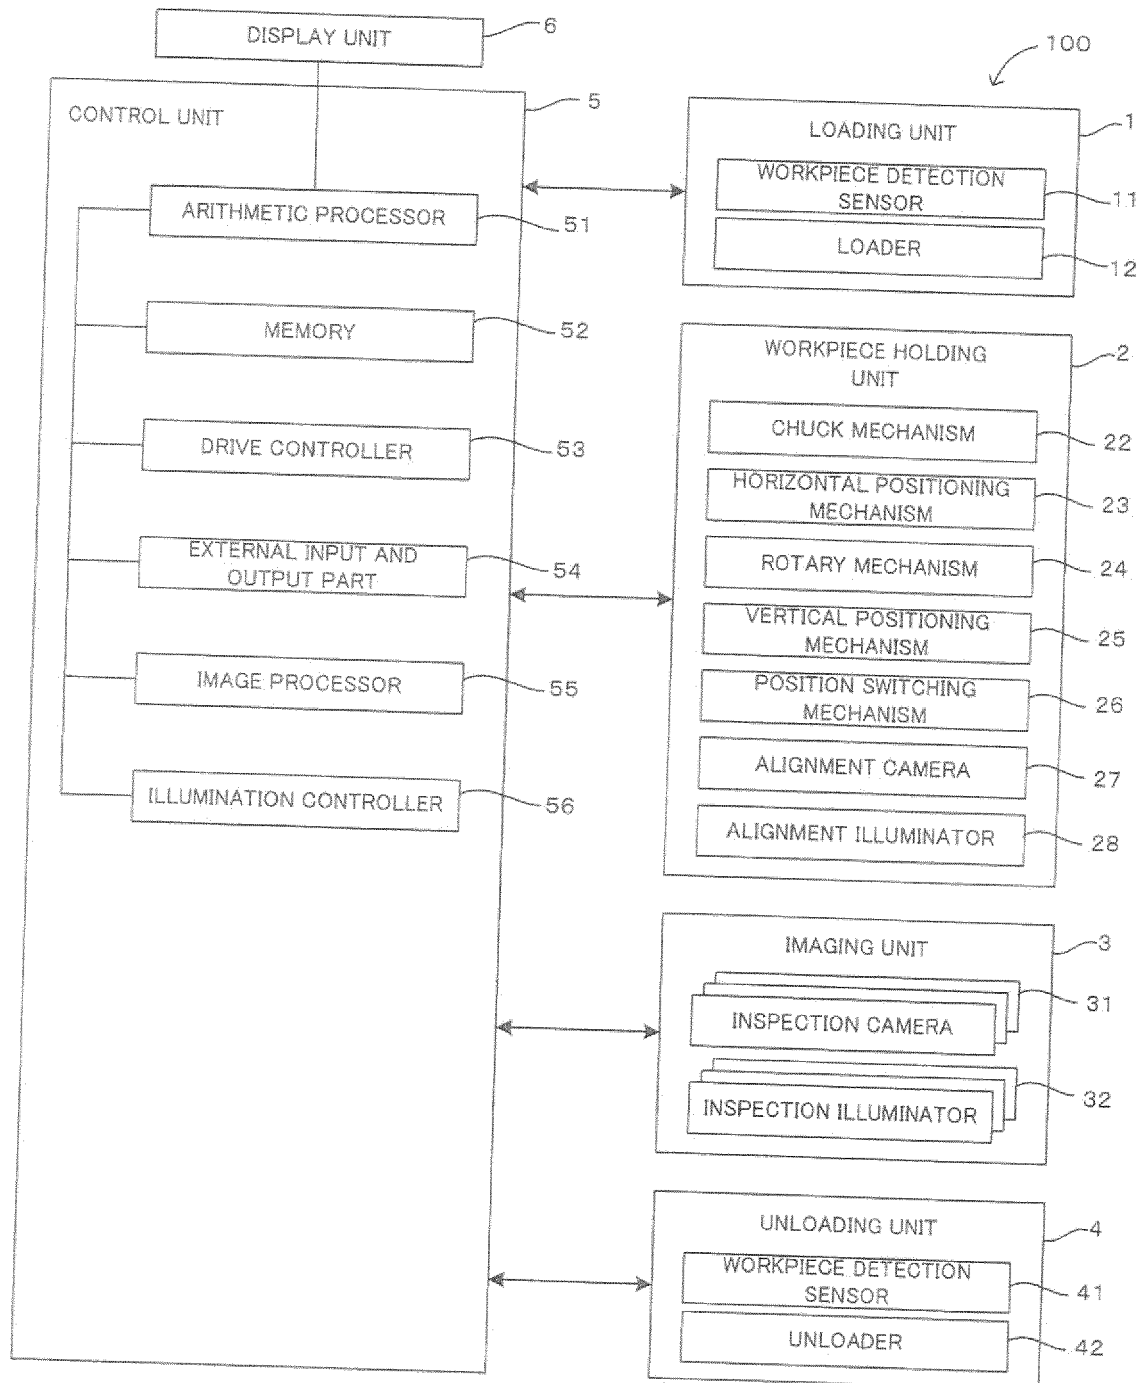 DISPLAY UNIT
6
100
CONTROL UNIT
5
ARITHMETIC PROCESSOR
51
MEMORY
52
DRIVE CONTROLLER
53
EXTERNAL INPUT AND
OUTPUT PART
54
IMAGE PROCESSOR
55
ILLUMINATION CONTROLLER
56
LOADING UNIT
1
WORKPIECE DETECTION
SENSOR
11
LOADER
12
WORKPIECE HOLDING
UNIT
2
CHUCK MECHANISM
22
HORIZONTAL POSITIONING
MECHANISM
23
ROTARY MECHANISM
24
VERTICAL POSITIONING
MECHANISM
25
POSITION SWITCHING
MECHANISM
26
ALIGNMENT CAMERA
27
ALIGNMENT ILLUMINATOR
28
IMAGING UNIT
3
INSPECTION CAMERA
31
INSPECTION ILLUMINATOR
32
UNLOADING UNIT
4
WORKPIECE DETECTION
SENSOR
41
UNLOADER
42